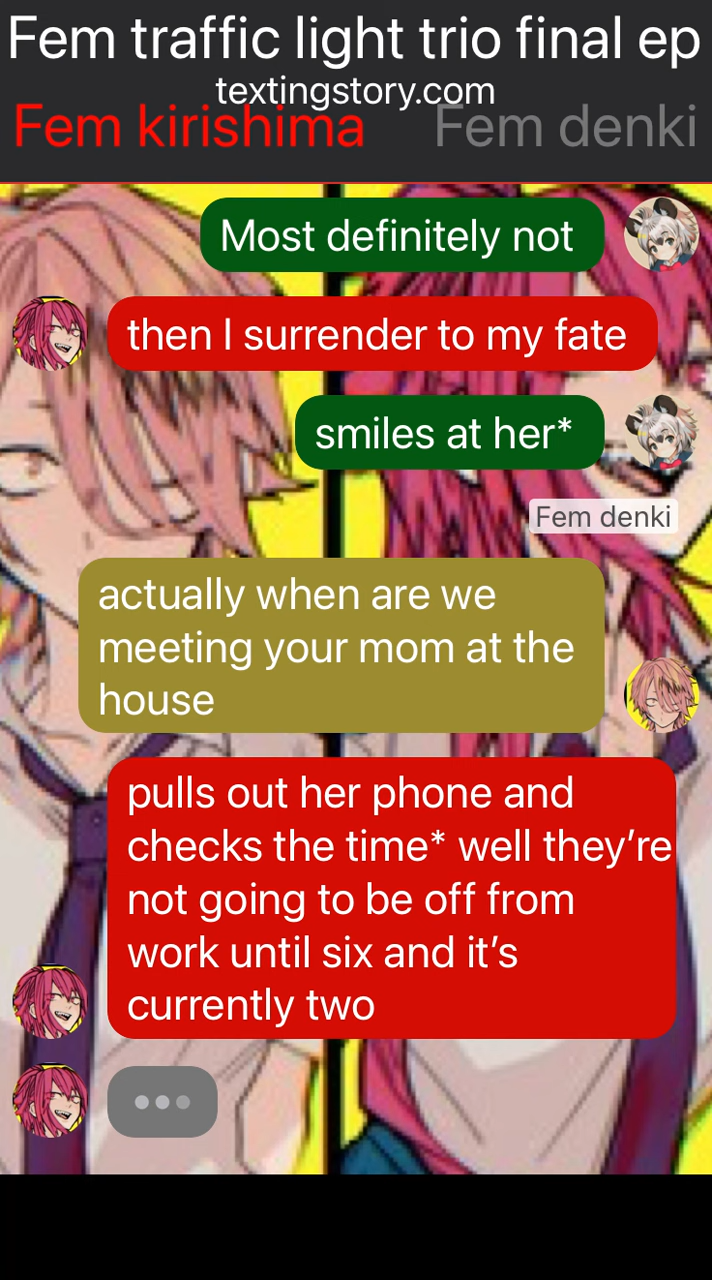 Fem traffic light trio final ep
textingstory.com
Fem kirishima
Fem denki
Most definitely not
then I surrender to my fate
smiles at her*
Fem denki
actually when are we
meeting your mom at the
house
pulls out her phone and
checks the time* well they’re
not going to be off from
work until six and it’s
currently two